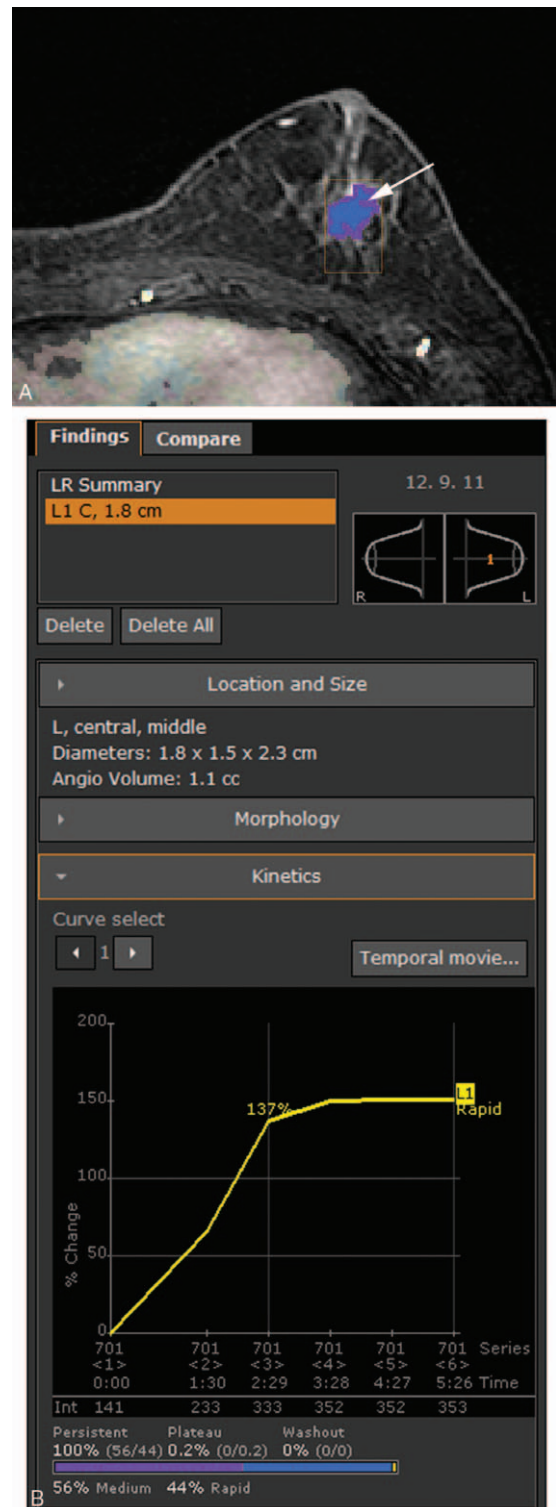 A
Findings Compare
LR Summary
L1 C, 1.8 cm
12. 9. 11
1
R L
Delete Delete All
Location and Size
L, central, middle
Diameters: 1.8 x 1.5 x 2.3 cm
Angio Volume: 1.1 cc
Morphology
Kinetics
Curve select
1
Temporal movie...
200
150
100
50
0
% Change
137%
L1
Rapid
701 701 701 701 701 701 Series
<1> <2> <3> <4> <5> <6>
0:00 1:30 2:29 3:28 4:27 5:26 Time
Int 141 233 333 352 352 353
Persistent Plateau Washout
100% (56/44) 0.2% (0/0.2) 0% (0/0)
56% Medium 44% Rapid
B